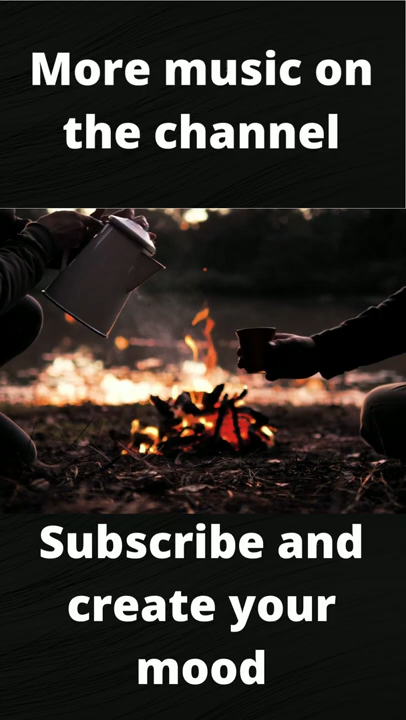 More music on
the channel
Subscribe and
create your
mood